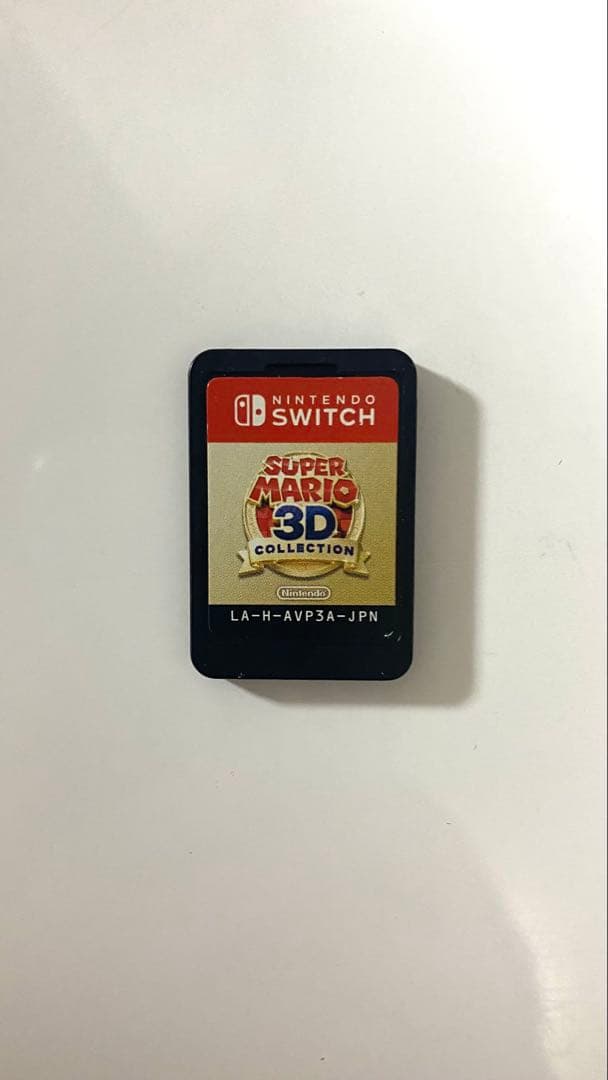 NINTENDO
SWITCH
SUPER
MARIO
3D
COLLECTION
Nintendo
LA-H-AVP3A-JPN